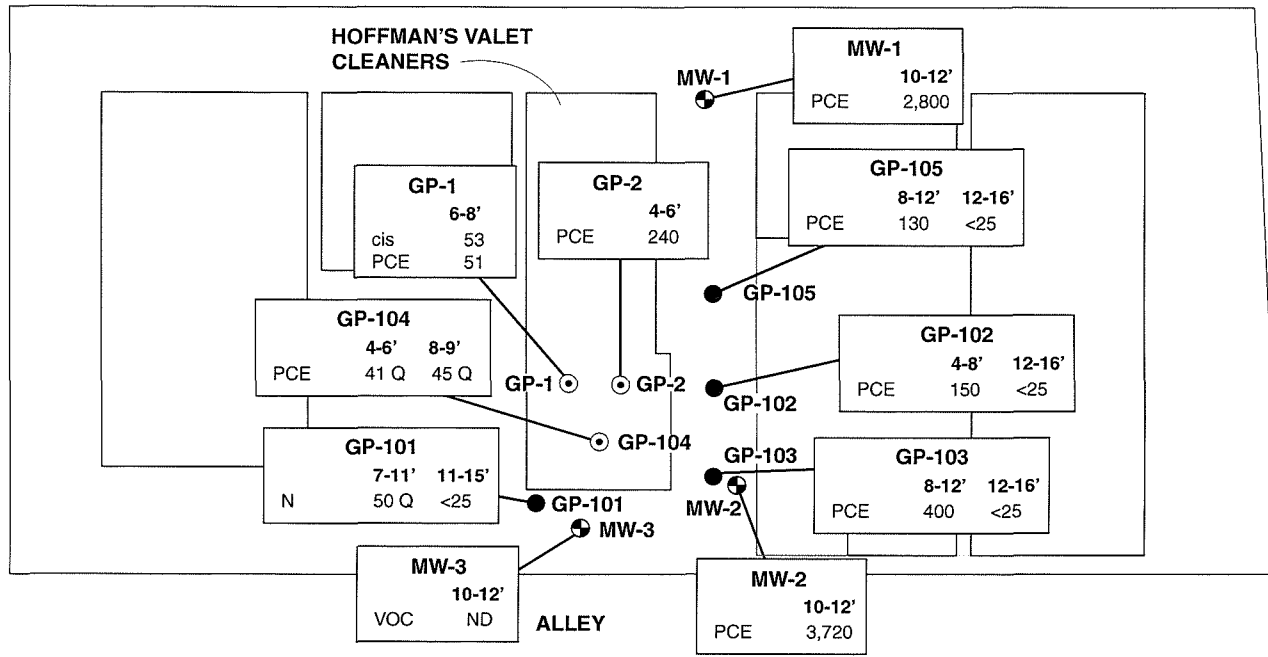 HOFFMAN'S VALET
CLEANERS
MW-1
MW-1
10-12'
PCE 2,800
GP-1
6-8'
cis 53
PCE 51
GP-2
4-6'
PCE 240
GP-105
8-12' 12-16'
PCE 130 <25
GP-105
GP-104
4-6' 8-9'
PCE 41 Q 45 Q
GP-102
4-8' 12-16'
PCE 150 <25
GP-1
GP-2
GP-102
GP-104
GP-101
7-11' 11-15'
N 50 Q <25
GP-103
GP-103
8-12' 12-16'
PCE 400 <25
GP-101
MW-2
MW-3
MW-3
10-12'
VOC ND
ALLEY
MW-2
10-12'
PCE 3,720